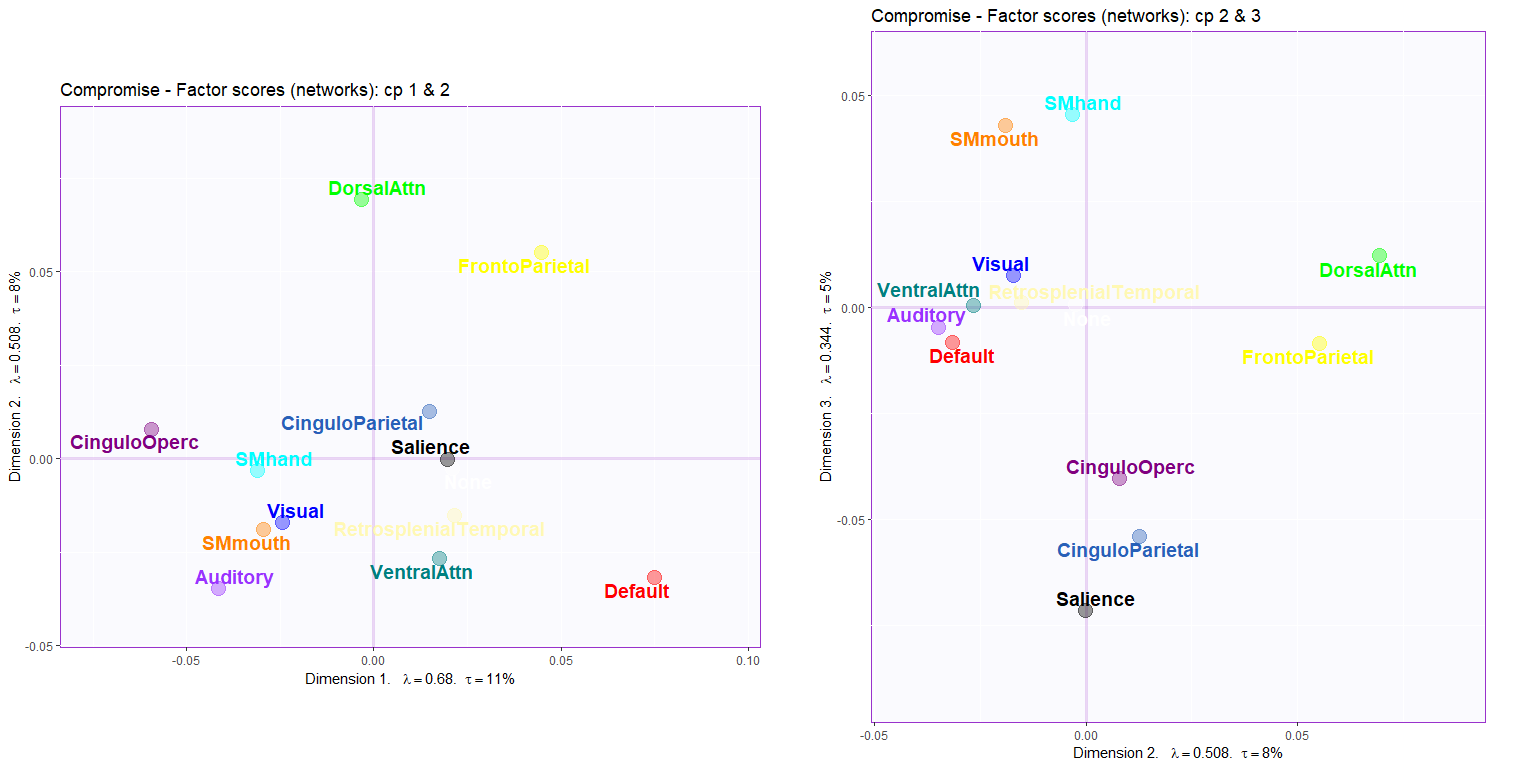 Compromise - Factor scores (networks): cp 1 & 2
DorsalAttn
FrontoParietal
0.05
CinguloParietal
CinguloOperc
Salience
SMhand
0.00
None
Visual
RetrosplenialTemporal
SMmouth
VentralAttn
Auditory
Default
-0.05
-0.05
0.00
0.05
0.10
Dimension 1. λ = 0.68. τ = 11%
Dimension 2. λ = 0.508. τ = 8%
Compromise - Factor scores (networks): cp 2 & 3
0.05
SMhand
SMmouth
Visual
DorsalAttn
VentralAttn
RetrosplenialTemporal
0.00
Auditory
None
Default
FrontoParietal
CinguloOperc
-0.05
CinguloParietal
Salience
-0.05
0.00
0.05
Dimension 2. λ = 0.508. τ = 8%
Dimension 3. λ = 0.344. τ = 5%